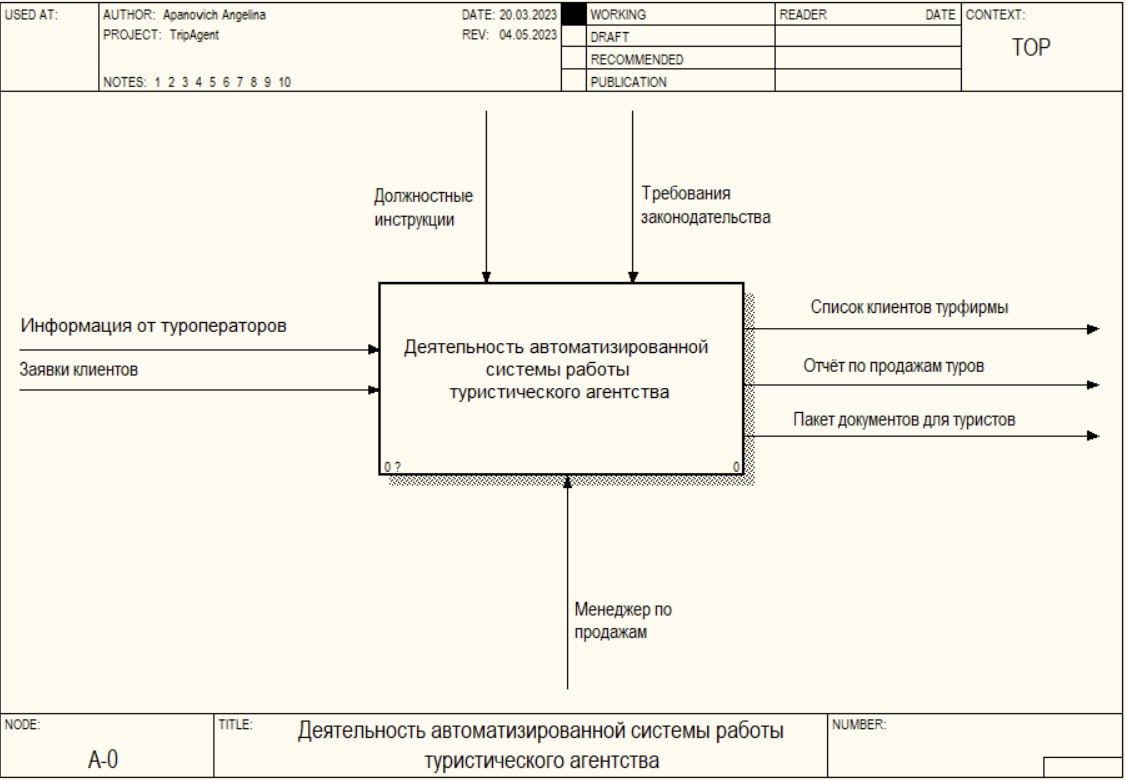 USED AT:
AUTHOR: Apanovich Angelina
DATE: 20.03.2023
WORKING
READER
DATE
CONTEXT:
PROJECT: TripAgent
REV: 04.05.2023
DRAFT
TOP
RECOMMENDED
NOTES: 1 2 3 4 5 6 7 8 9 10
PUBLICATION
Должностные
инструкции
Требования
законодательства
Информация от туроператоров
Заявки клиентов
Деятельность автоматизированной
системы работы
туристического агентства
0 ?
0
Список клиентов турфирмы
Отчёт по продажам туров
Пакет документов для туристов
Менеджер по
продажам
NODE:
A-0
TITLE:
Деятельность автоматизированной системы работы
туристического агентства
NUMBER: